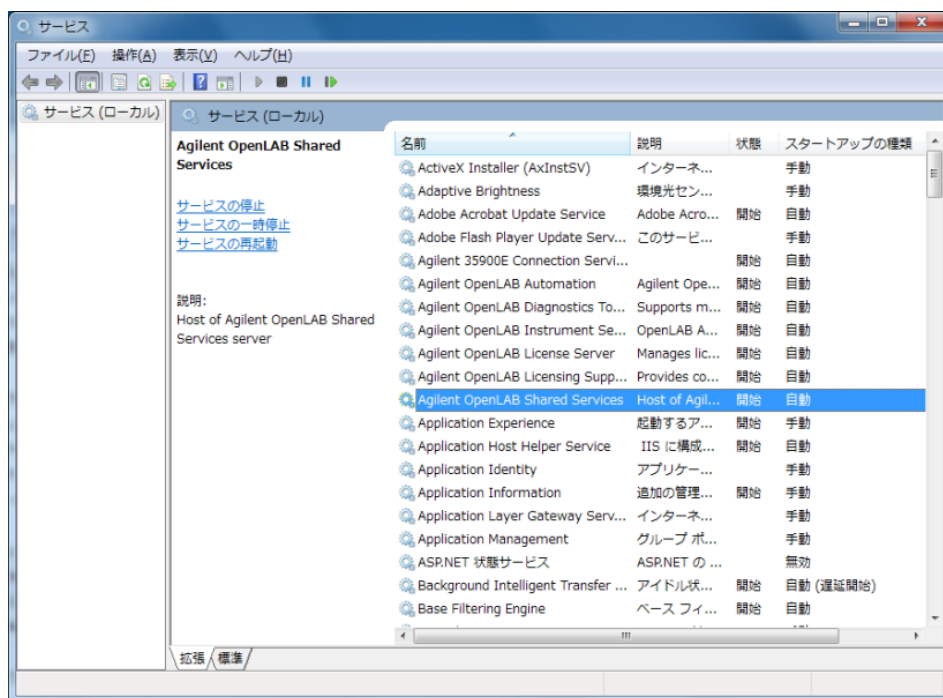 サービス
ファイル(F) 操作(A) 表示(V) ヘルプ(H)
サービス (ローカル)
サービス (ローカル)
Agilent OpenLAB Shared
Services
サービスの停止
サービスの一時停止
サービスの再起動
説明:
Host of Agilent OpenLAB Shared
Services server
名前 説明 状態 スタートアップの種類
ActiveX Installer (AxInstSV) インターネ... 手動
Adaptive Brightness 環境光セン... 手動
Adobe Acrobat Update Service Adobe Acro... 開始 自動
Adobe Flash Player Update Serv... このサービ... 手動
Agilent 35900E Connection Servi... 開始 自動
Agilent OpenLAB Automation Agilent Ope... 開始 自動
Agilent OpenLAB Diagnostics To... Supports m... 開始 自動
Agilent OpenLAB Instrument Se... OpenLAB A... 開始 自動
Agilent OpenLAB License Server Manages lic... 開始 自動
Agilent OpenLAB Licensing Supp... Provides co... 開始 自動
Agilent OpenLAB Shared Services Host of Agil... 開始 自動
Application Experience 起動するア... 開始 手動
Application Host Helper Service IIS に構成... 開始 自動
Application Identity アプリケー... 手動
Application Information 追加の管理... 開始 手動
Application Layer Gateway Serv... インターネ... 手動
Application Management グループ ポ... 手動
ASP.NET 状態サービス ASP.NET の ... 無効
Background Intelligent Transfer ... アイドル状... 開始 自動 (遅延開始)
Base Filtering Engine ベース フィ... 開始 自動
拡張 標準